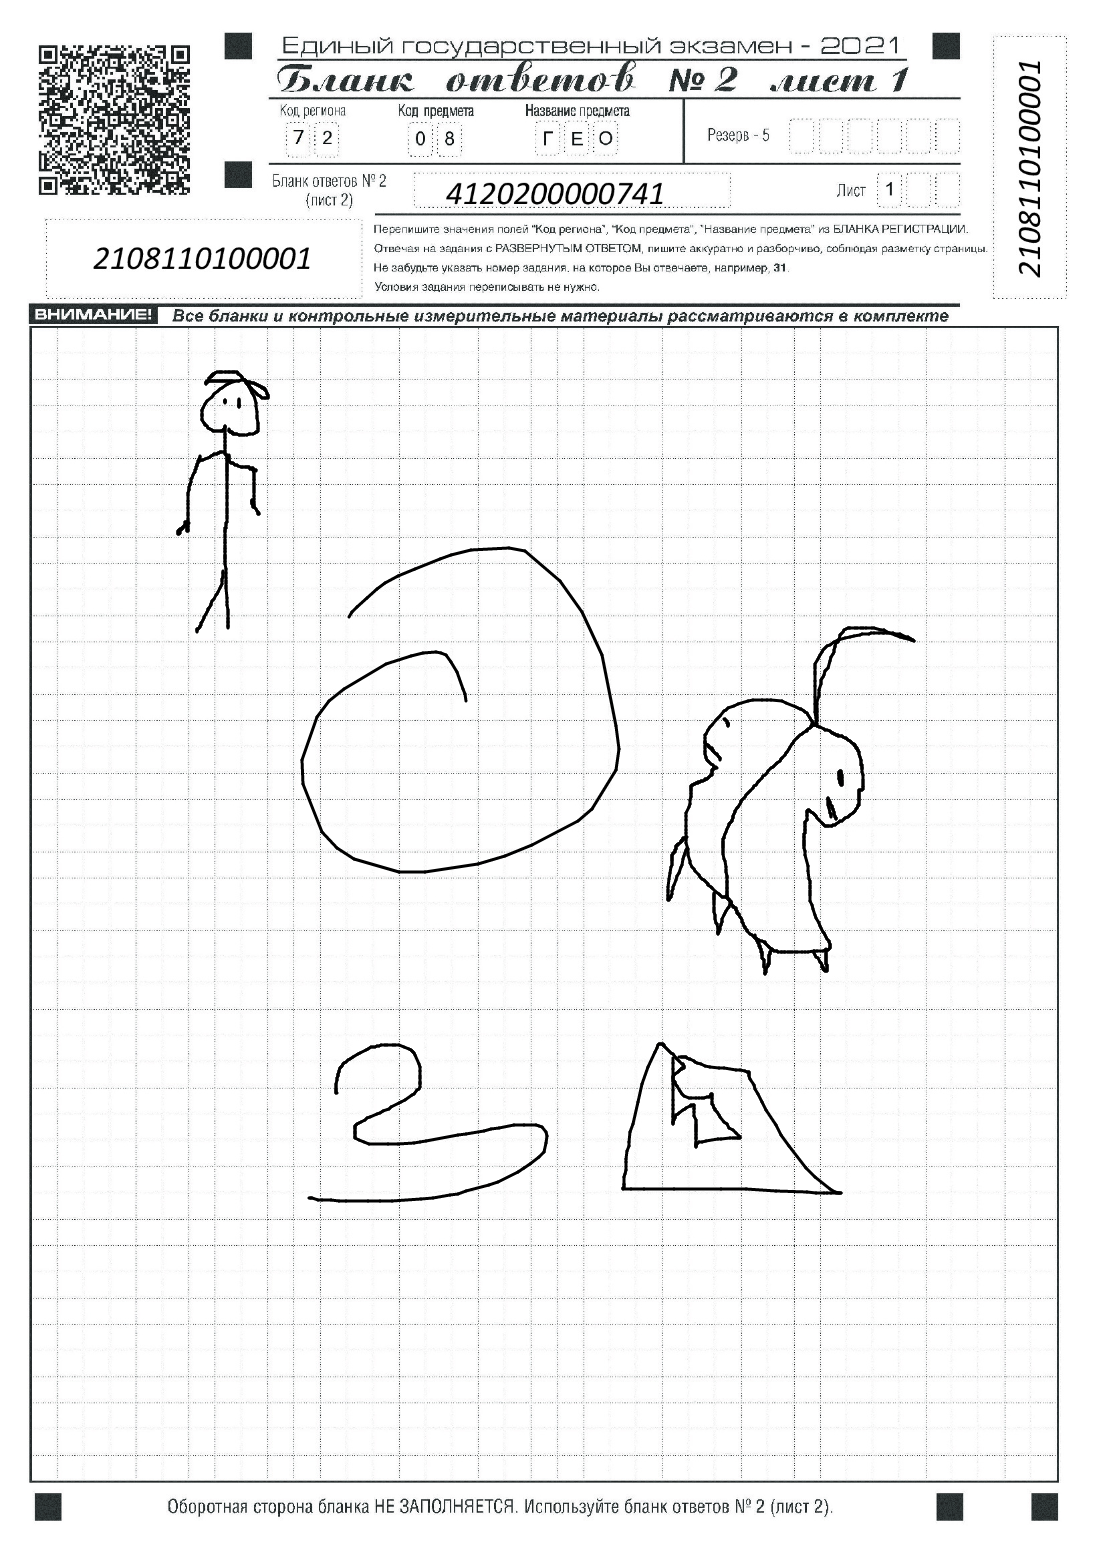 Единый государственный экзамен - 2021
Бланк ответов № 2 лист 1
Код региона Код предмета Название предмета
7 2 0 8 Г Е О Резерв - 5
Бланк ответов № 2 (лист 2) 4120200000741 Лист 1
Перепишите значения полей "Код региона", "Код предмета", "Название предмета" из БЛАНКА РЕГИСТРАЦИИ.
Отвечая на задания с РАЗВЕРНУТЫМ ОТВЕТОМ, пишите аккуратно и разборчиво, соблюдая разметку страницы.
Не забудьте указать номер задания, на которое Вы отвечаете, например, 31.
Условия задания переписывать не нужно.
2108110100001
2108110100001
ВНИМАНИЕ! Все бланки и контрольные измерительные материалы рассматриваются в комплекте
Оборотная сторона бланка НЕ ЗАПОЛНЯЕТСЯ. Используйте бланк ответов № 2 (лист 2).